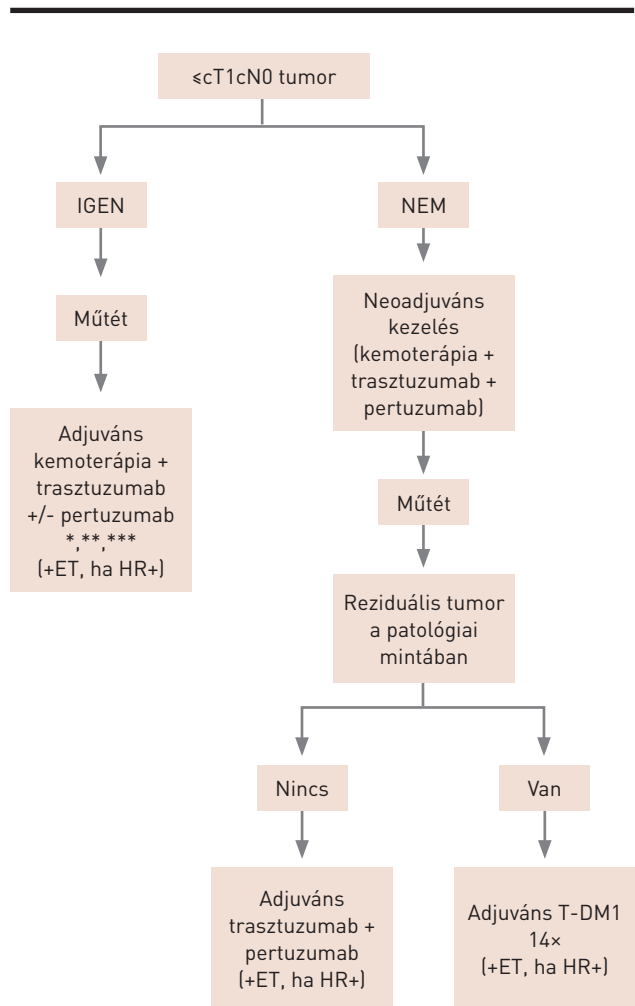 ≤cT1cN0 tumor
IGEN
NEM
Műtét
Neoadjuváns
kezelés
(kemoterápia +
trasztuzumab +
pertuzumab)
Adjuváns
kemoterápia +
trasztuzumab
+/- pertuzumab
*,**,***
(+ET, ha HR+)
Műtét
Reziduális tumor
a patológiai
mintában
Nincs
Van
Adjuváns
trasztuzumab +
pertuzumab
(+ET, ha HR+)
Adjuváns T-DM1
14×
(+ET, ha HR+)